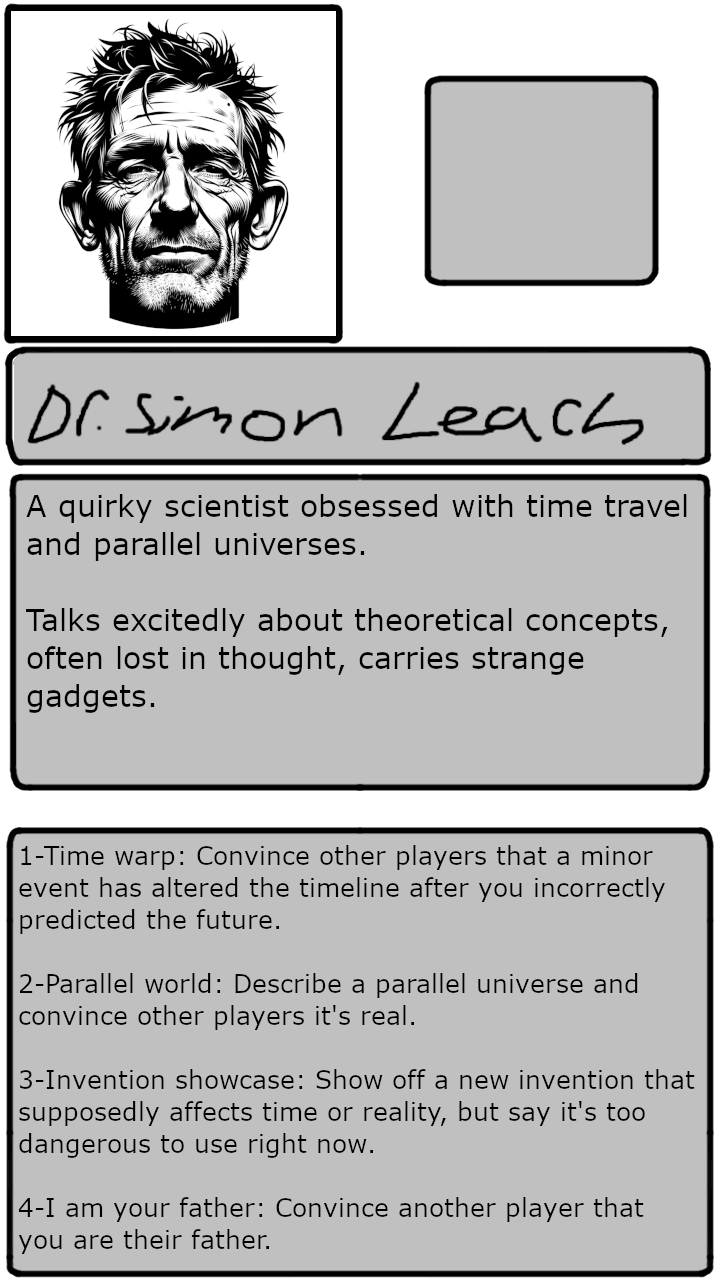 Dr. Simon Leach
A quirky scientist obsessed with time travel
and parallel universes.
Talks excitedly about theoretical concepts,
often lost in thought, carries strange
gadgets.
1-Time warp: Convince other players that a minor
event has altered the timeline after you incorrectly
predicted the future.
2-Parallel world: Describe a parallel universe and
convince other players it's real.
3-Invention showcase: Show off a new invention that
supposedly affects time or reality, but say it's too
dangerous to use right now.
4-I am your father: Convince another player that
you are their father.